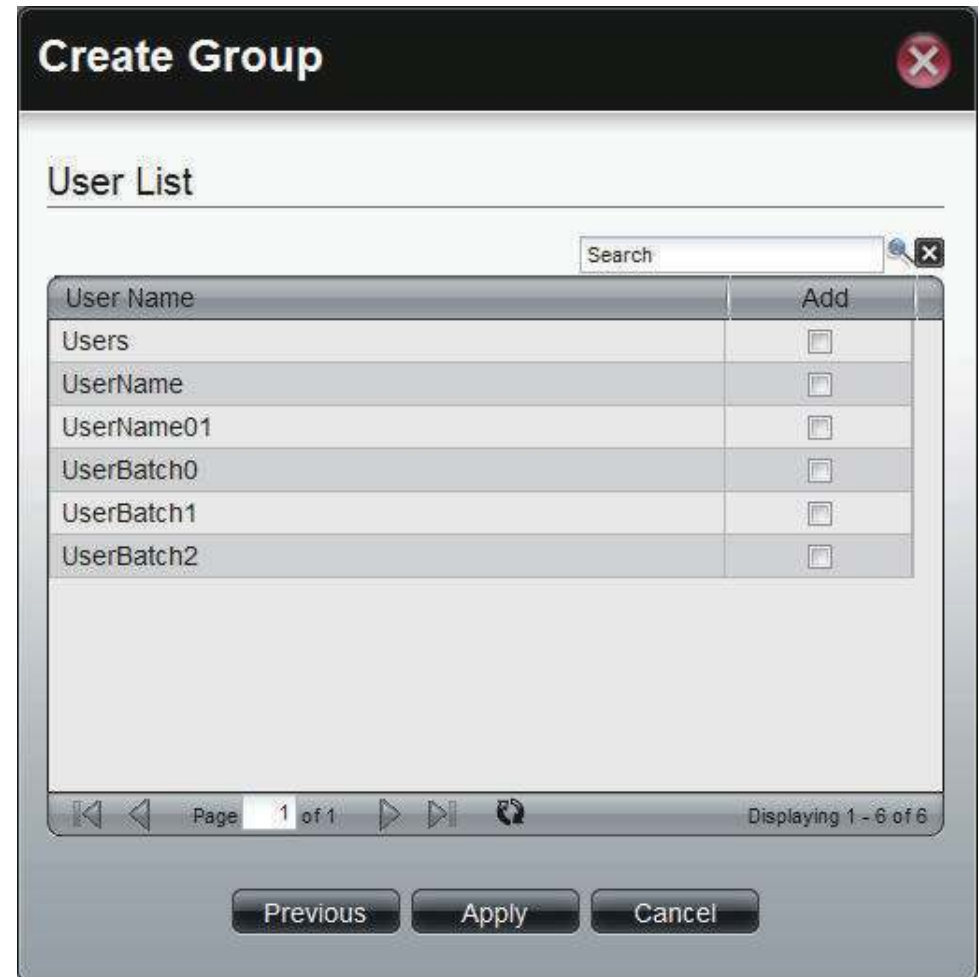 Create Group
User List
Search
User Name Add
Users
UserName
UserName01
UserBatch0
UserBatch1
UserBatch2
Page 1 of 1 Displaying 1 - 6 of 6
Previous Apply Cancel